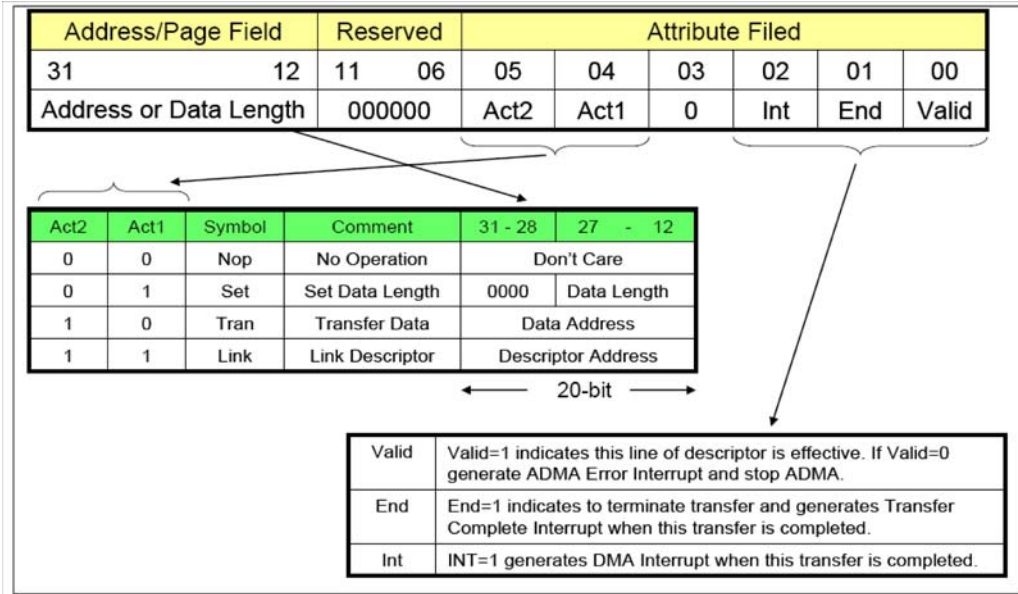 Address/Page Field Reserved Attribute Filed
31 12 11 06 05 04 03 02 01 00
Address or Data Length 000000 Act2 Act1 0 Int End Valid
Act2 Act1 Symbol Comment 31 - 28 27 - 12
0 0 Nop No Operation Don't Care
0 1 Set Set Data Length 0000 Data Length
1 0 Tran Transfer Data Data Address
1 1 Link Link Descriptor Descriptor Address
20-bit
Valid Valid=1 indicates this line of descriptor is effective. If Valid=0
generate ADMA Error Interrupt and stop ADMA.
End End=1 indicates to terminate transfer and generates Transfer
Complete Interrupt when this transfer is completed.
Int INT=1 generates DMA Interrupt when this transfer is completed.